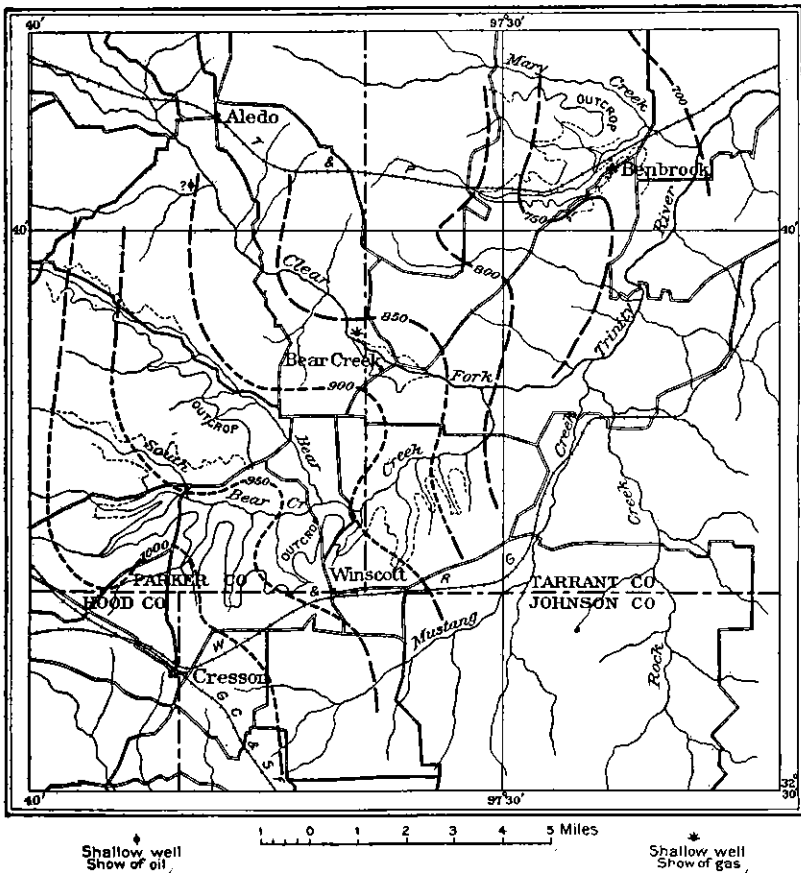 40'
97°30'
Mary
Creek
OUTCROP
700
Aledo
T & P
Benbrook
?
750
River
40'
10'
Clear
800
850
Trinity
Bear Creek
Fork
900
OUTCROP
South
Bear
Creek
Creek
Creek
950
Bear Cr
OUTCROP
1000
Winscott
R
G
PARKER CO
TARRANT CO
HOOD CO
&
JOHNSON CO
Mustang
W
Cresson
Rock
G C & S F
40'
97°30'
32°
30'
1 0 1 2 3 4 5 Miles
Shallow well
Show of oil
Shallow well
Show of gas